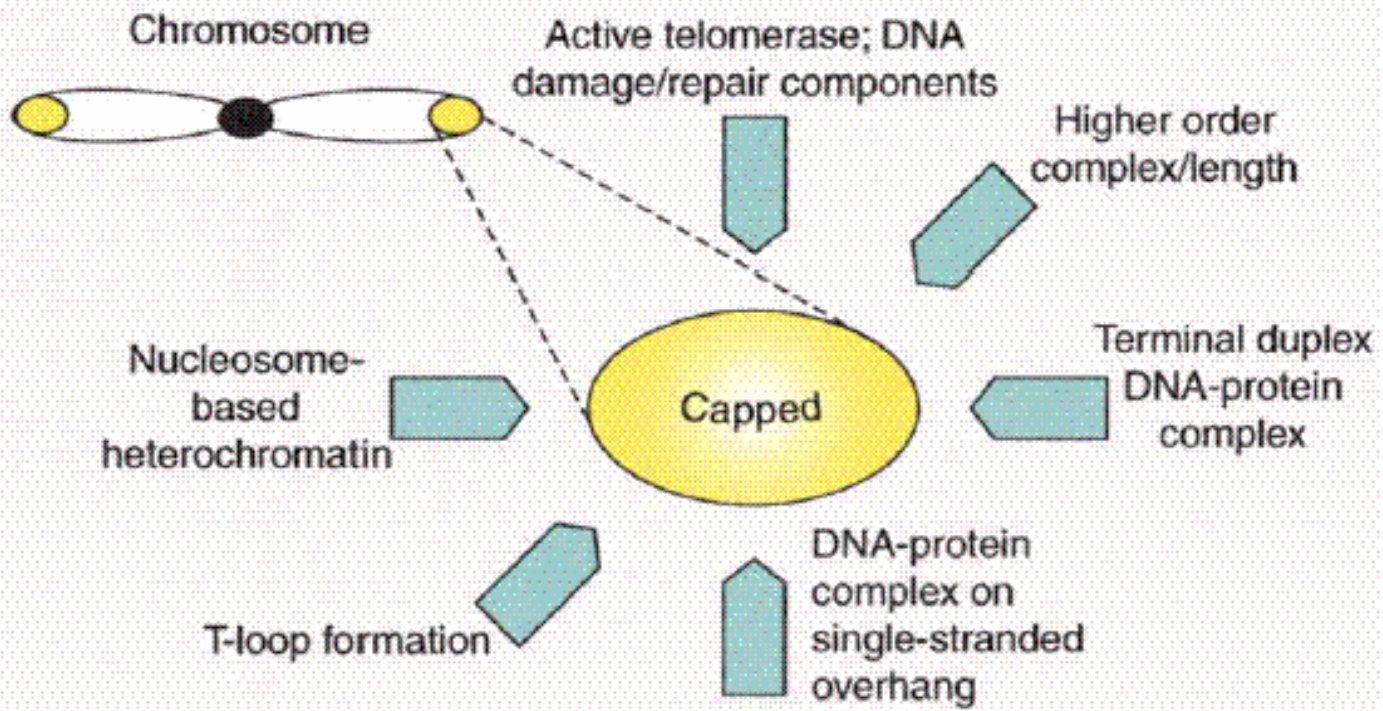 Chromosome
Active telomerase; DNA
damage/repair components
Higher order
complex/length
Nucleosome-
based
heterochromatin
Capped
Terminal duplex
DNA-protein
complex
T-loop formation
DNA-protein
complex on
single-stranded
overhang